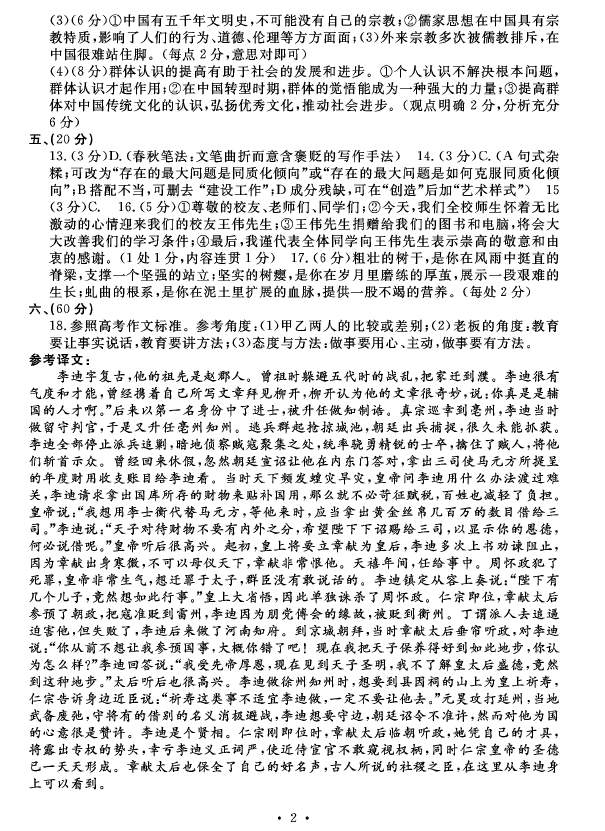 (3)(6分)①中国有五千年文明史,不可能没有自己的宗教;②儒家思想在中国具有宗
教特质,影响了人们的行为、道德、伦理等方方面面;(3)外来宗教多次被儒教排斥,在
中国很难站住脚。(每点2分,意思对即可)
(4)(8分)群体认识的提高有助于社会的发展和进步。①个人认识不解决根本问题,
群体认识才起作用;②在中国转型时期,群体的觉悟能成为一种强大的力量;③提高群
体对中国传统文化的认识,弘扬优秀文化,推动社会进步。(观点明确2分,分析充分
6分)
五、(20分)
13.(3分)D.(春秋笔法:文笔曲折而意含褒贬的写作手法) 14.(3分)C.(A句式杂
糅;可改为“存在的最大问题是同质化倾向”或“存在的最大问题是如何克服同质化倾
向”;B搭配不当,可删去“建设工作”;D成分残缺,可在“创造”后加“艺术样式”) 15
(3分)C. 16.(5分)①尊敬的校友、老师们、同学们;②今天,我们全校师生怀着无比
激动的心情迎来我们的校友王伟先生;③王伟先生捐赠给我们的图书和电脑,将会大
大改善我们的学习条件;④最后,我谨代表全体同学向王伟先生表示崇高的敬意和由
衷的感谢。(1处1分,内容连贯1分) 17.(6分)粗壮的树干,是你在风雨中挺直的
脊梁,支撑一个坚强的站立;坚实的树瘿,是你在岁月里磨练的厚茧,展示一段艰难的
生长;虬曲的根系,是你在泥土里扩展的血脉,提供一股不竭的营养。(每处2分)
六、(60分)
18.参照高考作文标准。参考角度:(1)甲乙两人的比较或差别;(2)老板的角度:教育
要让事实说话,教育要讲方法;(3)态度与方法:做事要用心、主动,做事要有方法。
参考译文:
李迪字复古,他的祖先是赵郡人。曾祖时躲避五代时的战乱,把家迁到濮。李迪很有
气度和才能,曾经携着自己所写文章拜见柳开,柳开认为他的文章很奇妙,说:你真是是辅
国的人才啊。”后来以第一名身份中了进士,被升任做知制诰。真宗巡幸到亳州,李迪当时
做留守判官,于是又升任亳州知州。逃兵群起抢掠城池,朝廷出兵捕捉,很久未能拟获。
李迪全部停止派兵追剿,暗地侦察贼寇聚集之处,统率骁勇精锐的士卒,擒住了贼人,将他
们斩首示众。曾经回来休假,忽然朝廷宣诏让他在内东门答对,拿出三司使马元方所提呈
的年度财用收支账目给李迪看。当时天下频发蝗灾旱灾,皇帝问李迪用什么办法渡过难
关,李迪请求拿出国库所存的财物来贴补国用,那么就不必苛征赋税,百姓也减轻了负担。
皇帝说:“我想用李士衡代替马元方,等他来时,应当拿出黄金丝帛几百万的数目借给三
司。”李迪说:“天子对待财物不要有内外之分,希望陛下下诏赐给三司,以显示你的恩德,
何必说借呢。”皇帝听后很高兴。起初,皇上将要立章献为皇后,李迪多次上书劝谏阻止,
因为章献出身寒微,不可以母仪天下,章献非常恨他。天禧年间,任给事中。周怀政犯了
死罪,皇帝非常生气,想迁罪于太子,群臣没有敢说话的。李迪镇定从容上奏说:“陛下有
几个儿子,竟然想如此行事。”皇上大省悟,因此单独诛杀了周怀政。仁宗即位,章献太后
参预了朝政,把寇准贬到雷州,李迪因为朋党傅会的缘故,被贬到衡州。丁谓派人去追逼
迫害他,但失败了,李迪后来做了河南知府。到京城朝拜,当时章献太后垂帘听政,对李迪
说:“你从前不想让我参预国事,大概你错了吧!现在我把天子保养得好到如此地步,你认
为怎么样?”李迪回答说:“我受先帝厚恩,现在见到天子圣明,我不了解皇太后盛德,竟然
到这种地步。”太后听后也很高兴。李迪做徐州知州时,想要到县因祠的山上为皇上祈寿,
仁宗告诉身边近臣说:“祈寿这类事不适宜李迪做,一定不要让他去。”元昊攻打延州,当地
武备废弛,守将有的借别的名义消极避战,李迪想要守边,朝廷诏令不准许,然而对他为国
的心意很是赞许。李迪是个贤相。仁宗刚即位时,章献太后临朝听政,她凭自己的才具,
将露出专权的势头,幸亏李迪义正词严,使近侍宦官不敢窥视权柄,同时仁宗皇帝的圣德
已一天天形成。章献太后也保全了自己的好名声,古人所说的社稷之臣,在这里从李迪身
上可以看到。
• 2 •